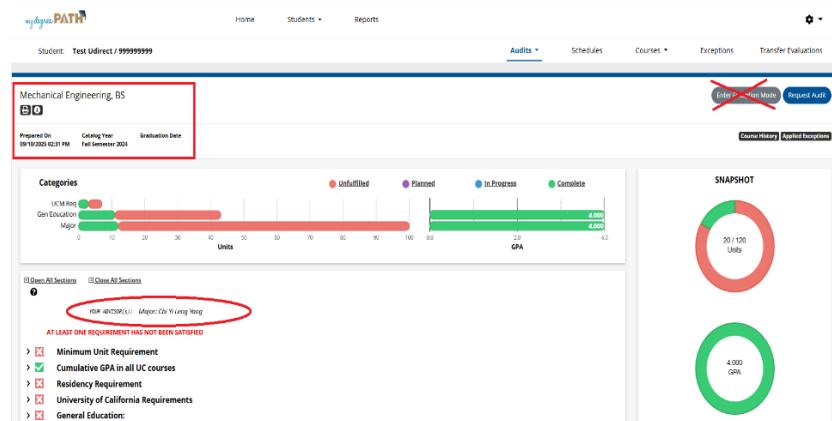 my degree PATH
Home Students Reports
Student: Test Udirect / 999999999
Audits Schedules Courses Exceptions Transfer Evaluations
Mechanical Engineering, BS
Enter Exception Mode Request Audit
Prepared On Catalog Year Graduation Date
09/10/2025 02:31 PM Fall Semester 2024
Course History Applied Exceptions
Categories
Unfulfilled Planned In Progress Complete
SNAPSHOT
UCM Req
Gen Education 4.000
Major 4.000
0 10 20 30 40 50 60 70 80 90 100 0.0 2.0 4.0
Units GPA
20 / 120
Units
Open All Sections Close All Sections
YOUR ADVISOR(s): Major: Chi Yi Leng Yang
AT LEAST ONE REQUIREMENT HAS NOT BEEN SATISFIED
Minimum Unit Requirement
Cumulative GPA in all UC courses
Residency Requirement
University of California Requirements
General Education:
4.000
GPA